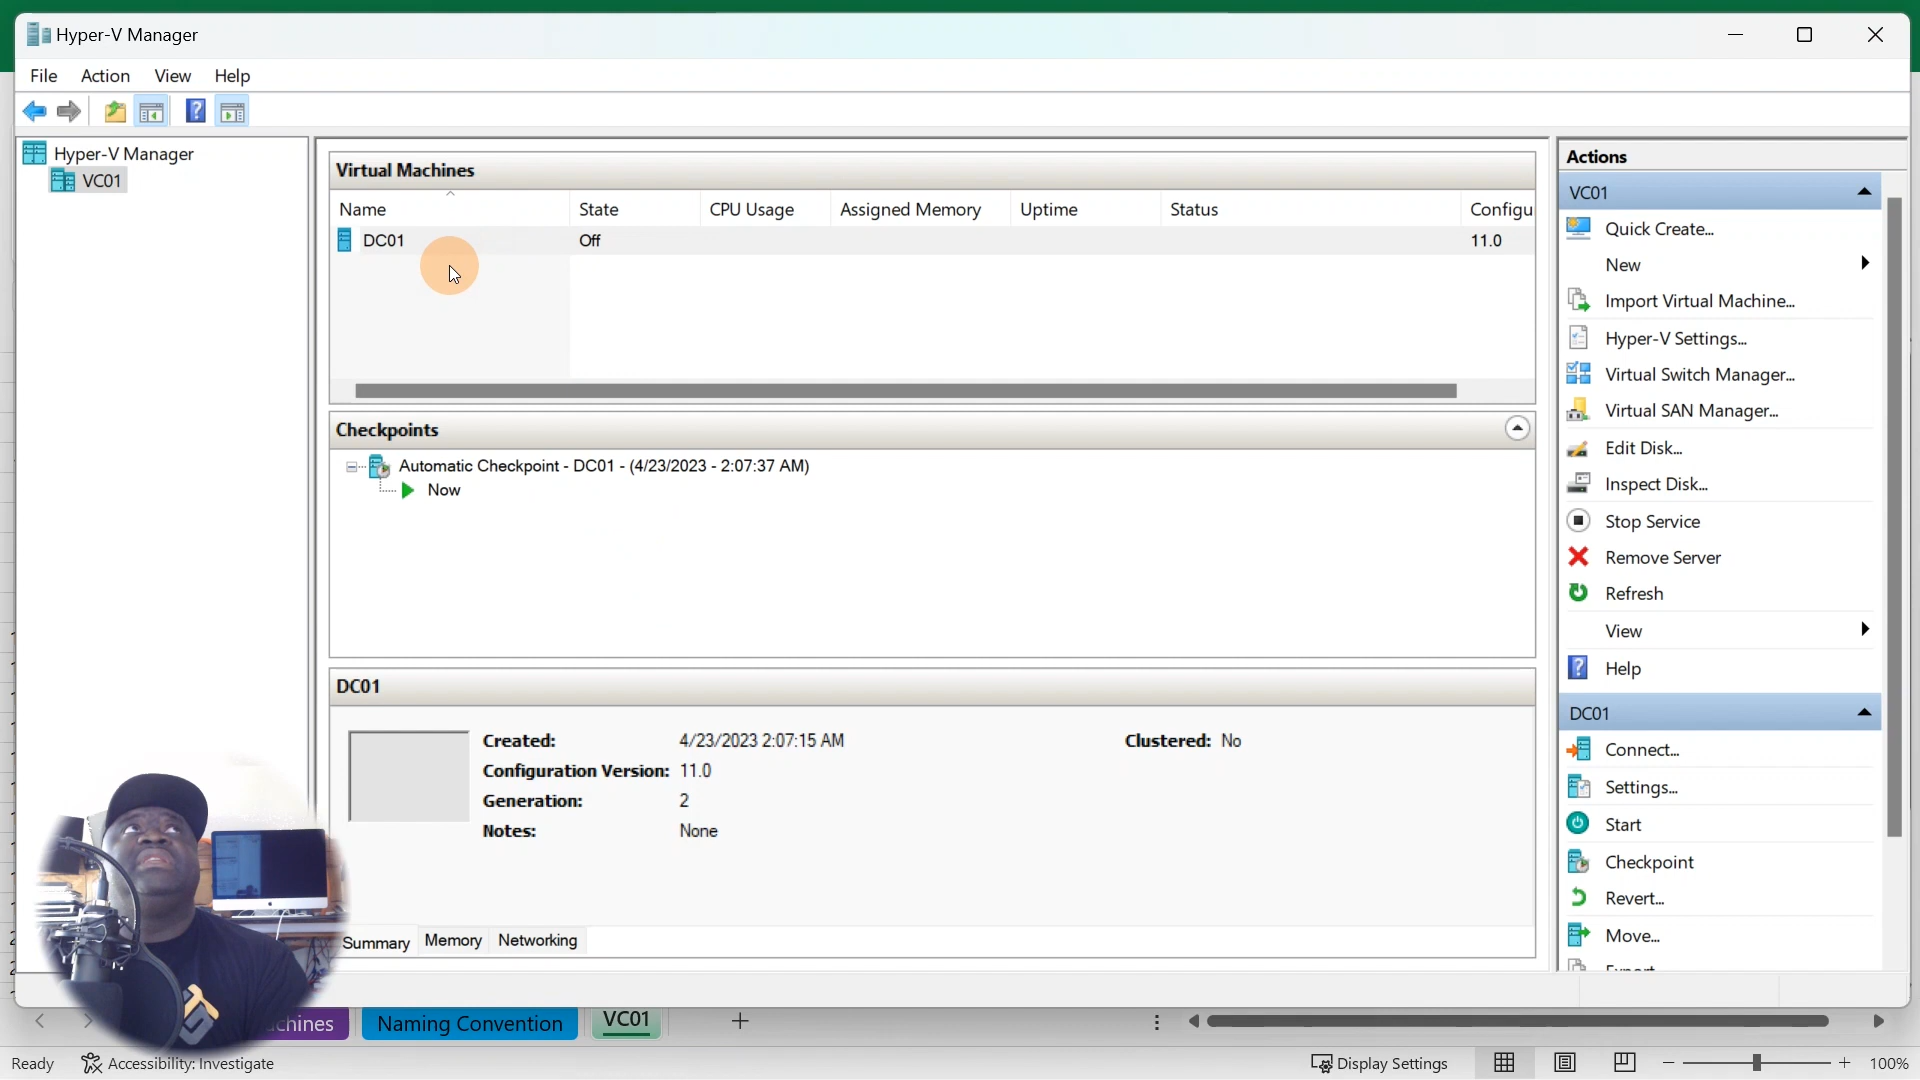 Hyper-V Manager
File Action View Help
Hyper-V Manager
VC01
Virtual Machines
Name State CPU Usage Assigned Memory Uptime Status Configu
DC01 Off 11.0
Checkpoints
Automatic Checkpoint - DC01 - (4/23/2023 - 2:07:37 AM)
Now
DC01
Created: 4/23/2023 2:07:15 AM Clustered: No
Configuration Version: 11.0
Generation: 2
Notes: None
Summary Memory Networking
Actions
VC01
Quick Create...
New
Import Virtual Machine...
Hyper-V Settings...
Virtual Switch Manager...
Virtual SAN Manager...
Edit Disk...
Inspect Disk...
Stop Service
Remove Server
Refresh
View
Help
DC01
Connect...
Settings...
Start
Checkpoint
Revert...
Move...
chines Naming Convention VC01
Ready Accessibility: Investigate Display Settings 100%